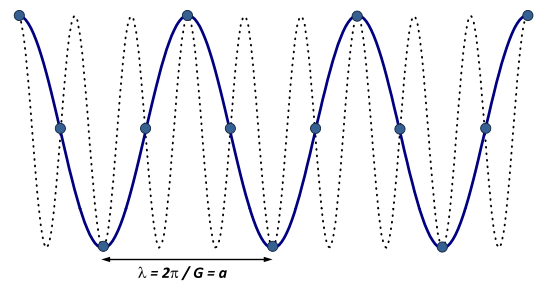 λ = 2π / G = a